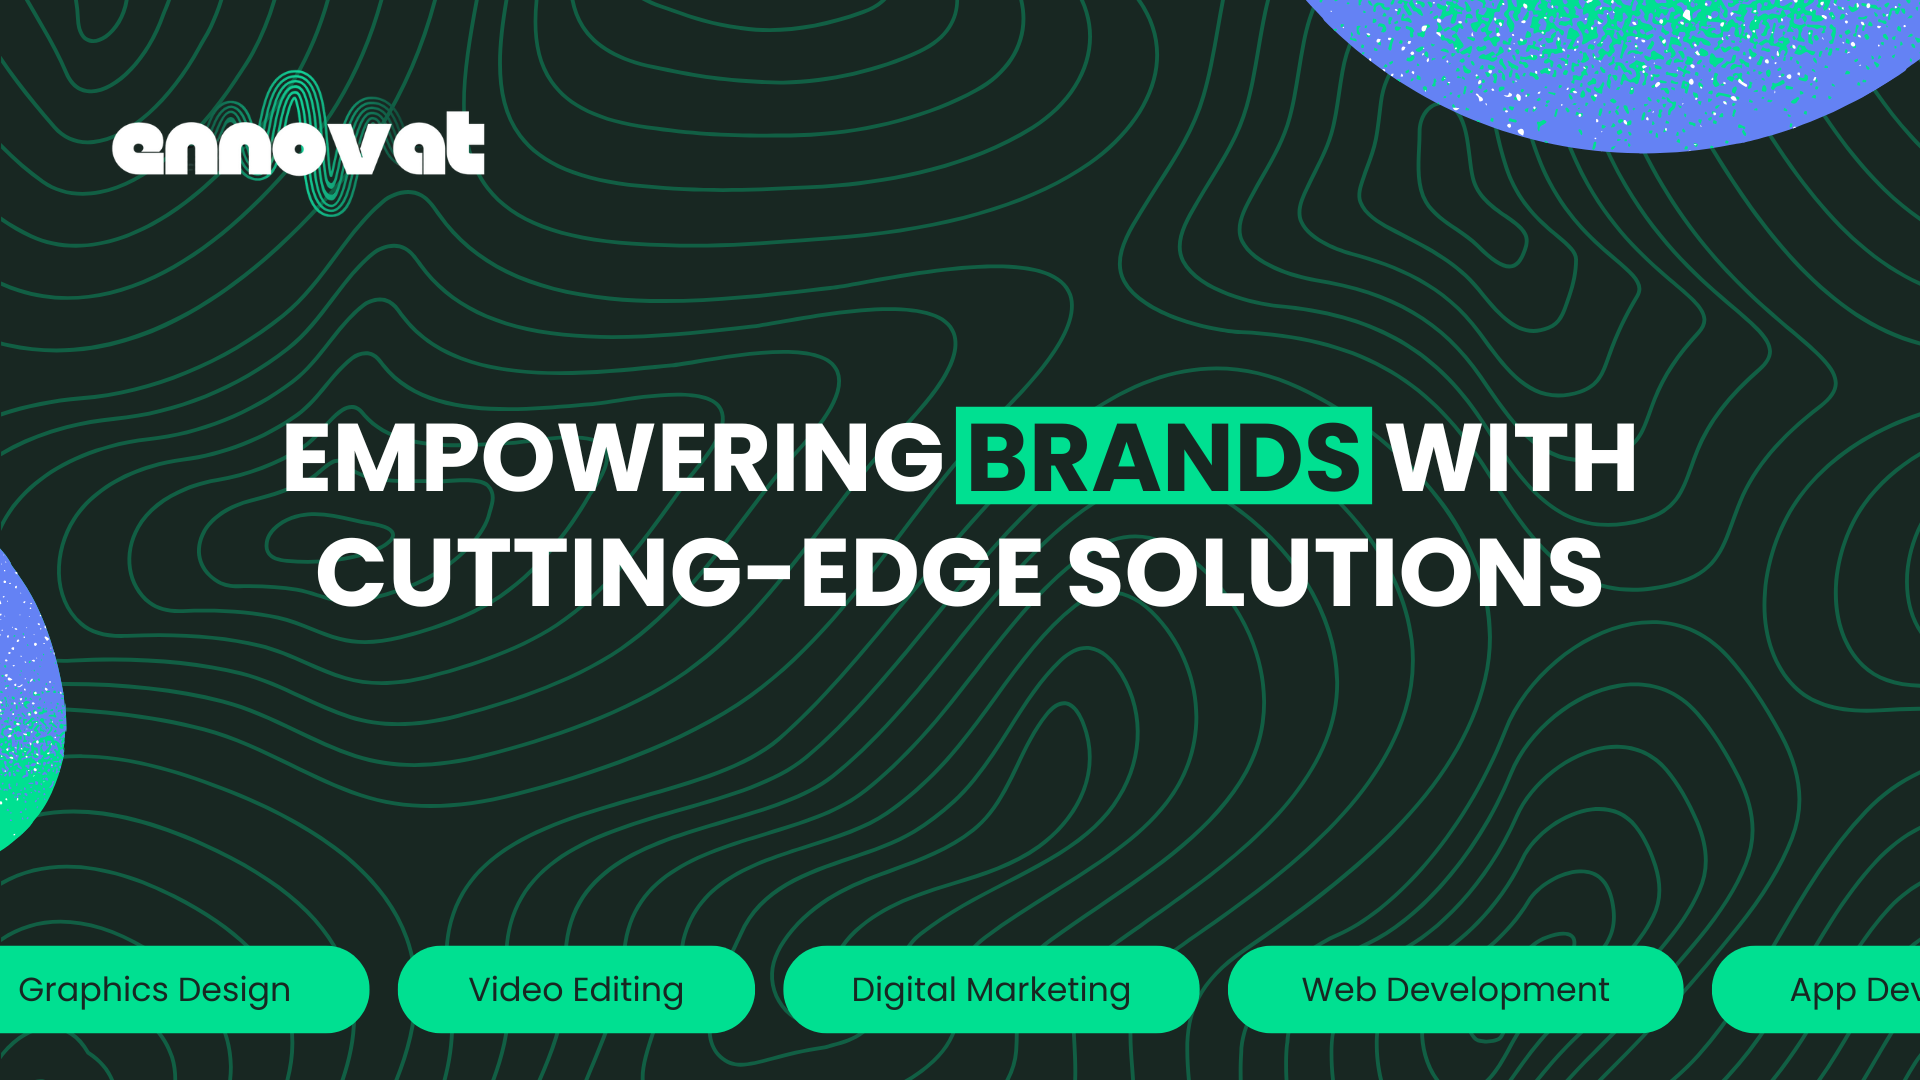 ennovat
EMPOWERING BRANDS WITH
CUTTING-EDGE SOLUTIONS
Graphics Design
Video Editing
Digital Marketing
Web Development
App Dev